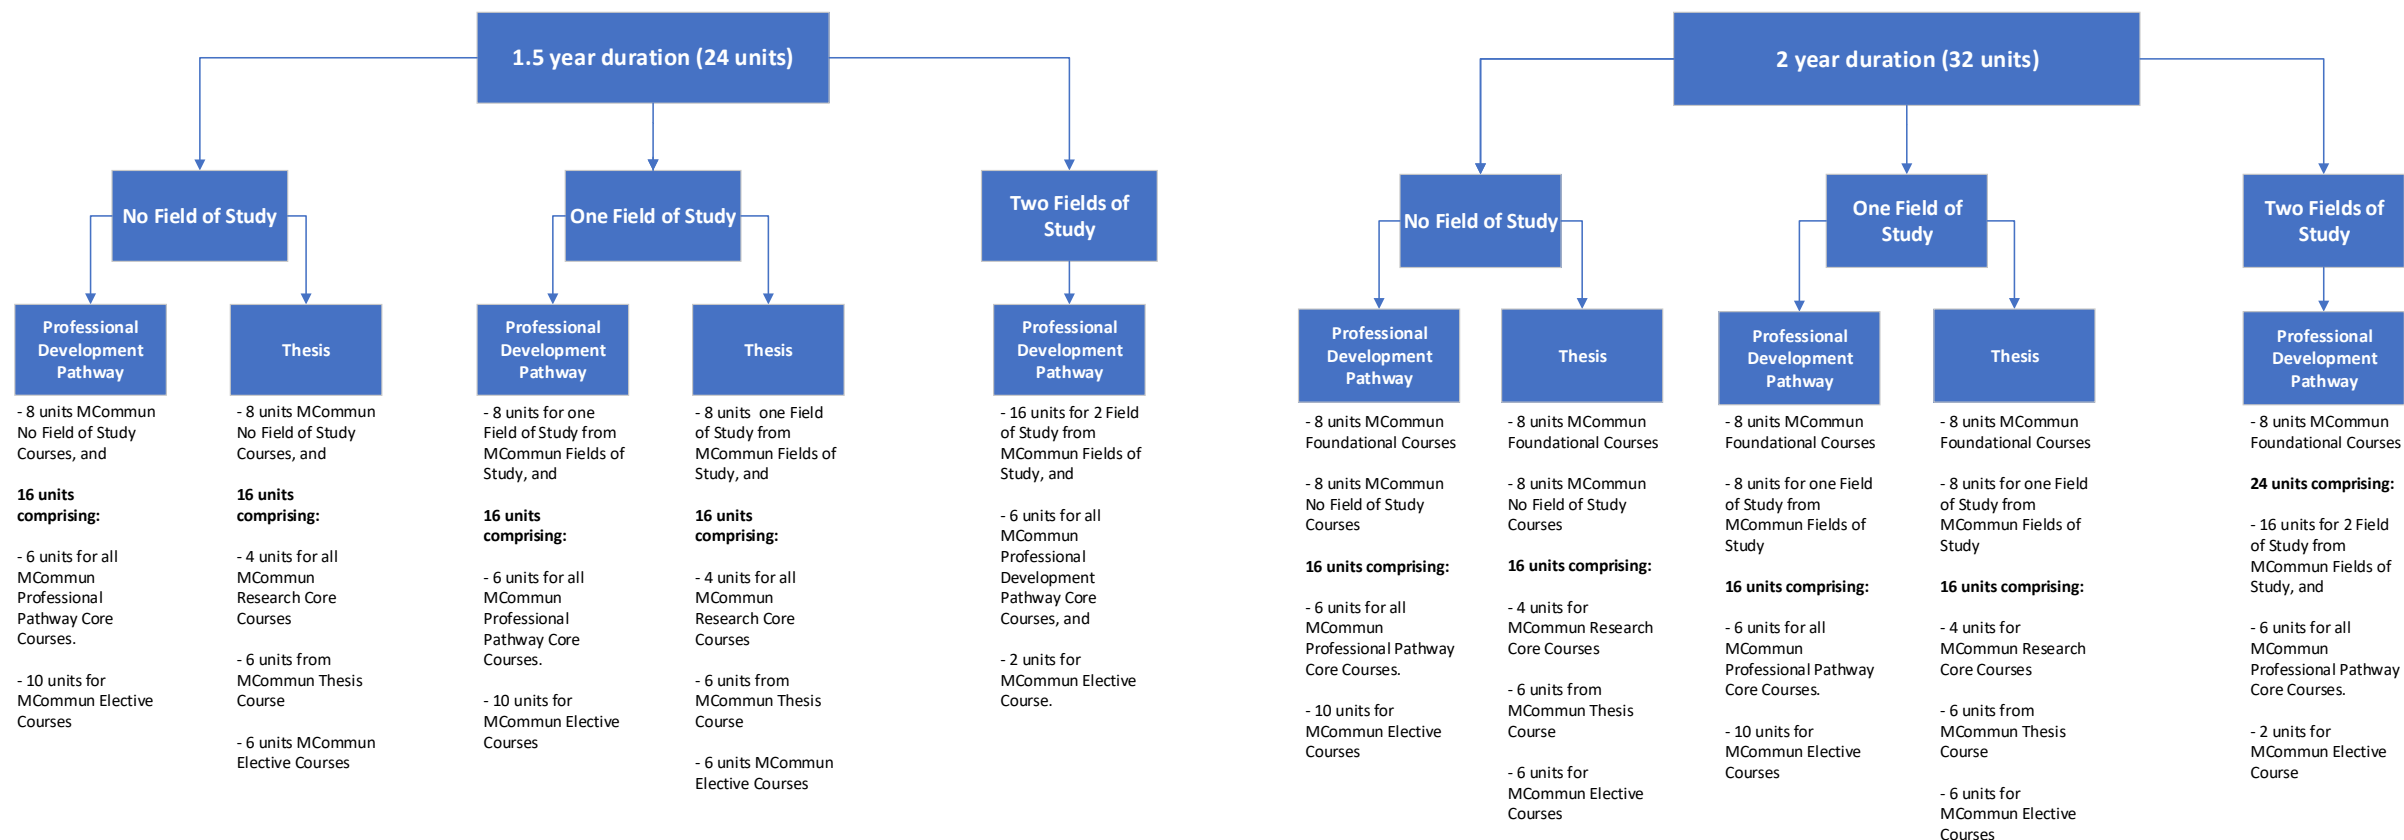 1.5 year duration (24 units)
No Field of Study
One Field of Study
Two Fields of
Study
Professional
Development
Pathway
Thesis
Professional
Development
Pathway
Thesis
Professional
Development
Pathway
- 8 units MCommun
No Field of Study
Courses, and
16 units
comprising:
- 6 units for all
MCommun
Professional
Pathway Core
Courses.
- 10 units for
MCommun Elective
Courses
- 8 units MCommun
No Field of Study
Courses, and
16 units
comprising:
- 4 units for all
MCommun
Research Core
Courses
- 6 units from
MCommun Thesis
Course
- 6 units MCommun
Elective Courses
- 8 units for one
Field of Study from
MCommun Fields of
Study, and
16 units
comprising:
- 6 units for all
MCommun
Professional
Pathway Core
Courses.
- 10 units for
MCommun Elective
Courses
- 8 units  one Field
of Study from
MCommun Fields of
Study, and
16 units
comprising:
- 4 units for all
MCommun
Research Core
Courses
- 6 units from
MCommun Thesis
Course
- 6 units MCommun
Elective Courses
- 16 units for 2 Field
of Study from
MCommun Fields of
Study, and
- 6 units for all
MCommun
Professional
Development
Pathway Core
Courses, and
- 2 units for
MCommun Elective
Course.
2 year duration (32 units)
No Field of Study
One Field of
Study
Two Fields of
Study
Professional
Development
Pathway
Thesis
Professional
Development
Pathway
Thesis
Professional
Development
Pathway
- 8 units MCommun
Foundational Courses
- 8 units MCommun
No Field of Study
Courses
16 units comprising:
- 6 units for all
MCommun
Professional Pathway
Core Courses.
- 10 units for
MCommun Elective
Courses
- 8 units MCommun
Foundational Courses
- 8 units MCommun
No Field of Study
Courses
16 units comprising:
- 4 units for
MCommun Research
Core Courses
- 6 units from
MCommun Thesis
Course
- 6 units for
MCommun Elective
Courses
- 8 units MCommun
Foundational Courses
- 8 units for one Field
of Study from
MCommun Fields of
Study
16 units comprising:
- 6 units for all
MCommun
Professional Pathway
Core Courses.
- 10 units for
MCommun Elective
Courses
- 8 units MCommun
Foundational Courses
- 8 units for one Field
of Study from
MCommun Fields of
Study
16 units comprising:
- 4 units for
MCommun Research
Core Courses
- 6 units from
MCommun Thesis
Course
- 6 units for
MCommun Elective
Courses
- 8 units MCommun
Foundational Courses
24 units comprising:
- 16 units for 2 Field
of Study from
MCommun Fields of
Study, and
- 6 units for all
MCommun
Professional Pathway
Core Courses.
- 2 units for
MCommun Elective
Course